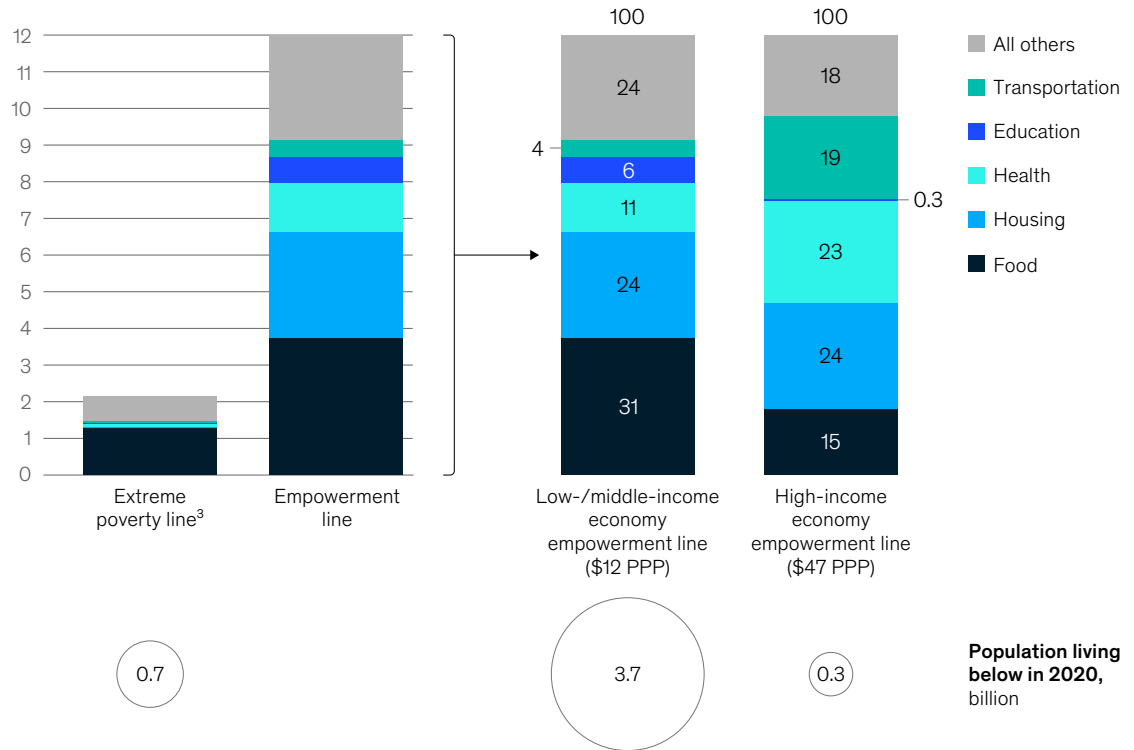 12
11
10
9
8
7
6
5
4
3
2
1
0
Extreme
poverty line³
Empowerment
line
100
24
4
6
11
24
31
Low-/middle-income
economy
empowerment line
($12 PPP)
100
18
19
0.3
23
24
15
High-income
economy
empowerment line
($47 PPP)
All others
Transportation
Education
Health
Housing
Food
0.7
3.7
0.3
Population living
below in 2020,
billion